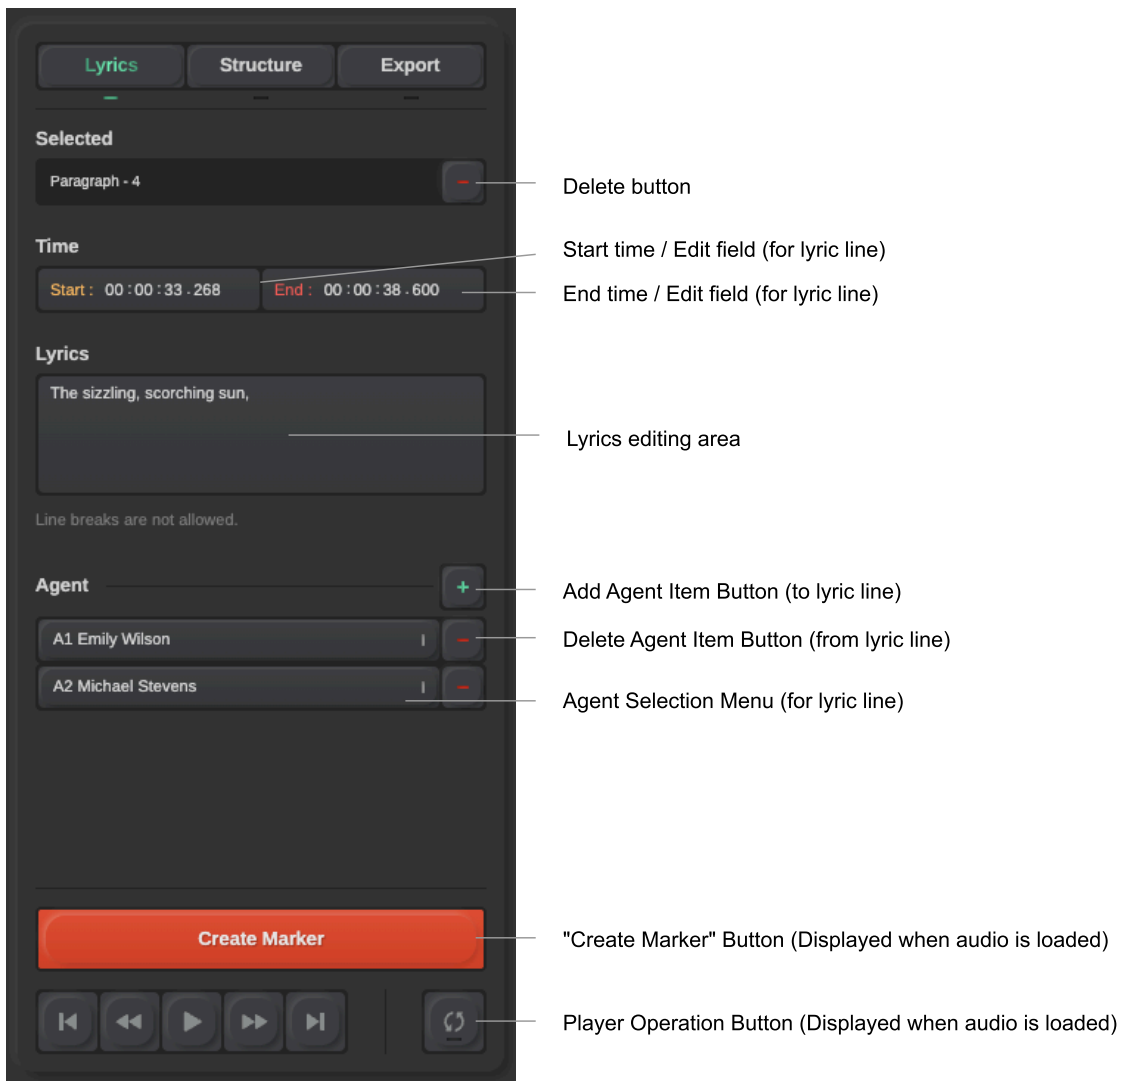 Lyrics Structure Export
Selected
Paragraph - 4
Delete button
Time
Start time / Edit field (for lyric line)
Start : 00 : 00 : 33 . 268 End : 00 : 00 : 38 . 600
End time / Edit field (for lyric line)
Lyrics
The sizzling, scorching sun,
Lyrics editing area
Line breaks are not allowed.
Agent
Add Agent Item Button (to lyric line)
A1 Emily Wilson
Delete Agent Item Button (from lyric line)
A2 Michael Stevens
Agent Selection Menu (for lyric line)
Create Marker
"Create Marker" Button (Displayed when audio is loaded)
Player Operation Button (Displayed when audio is loaded)